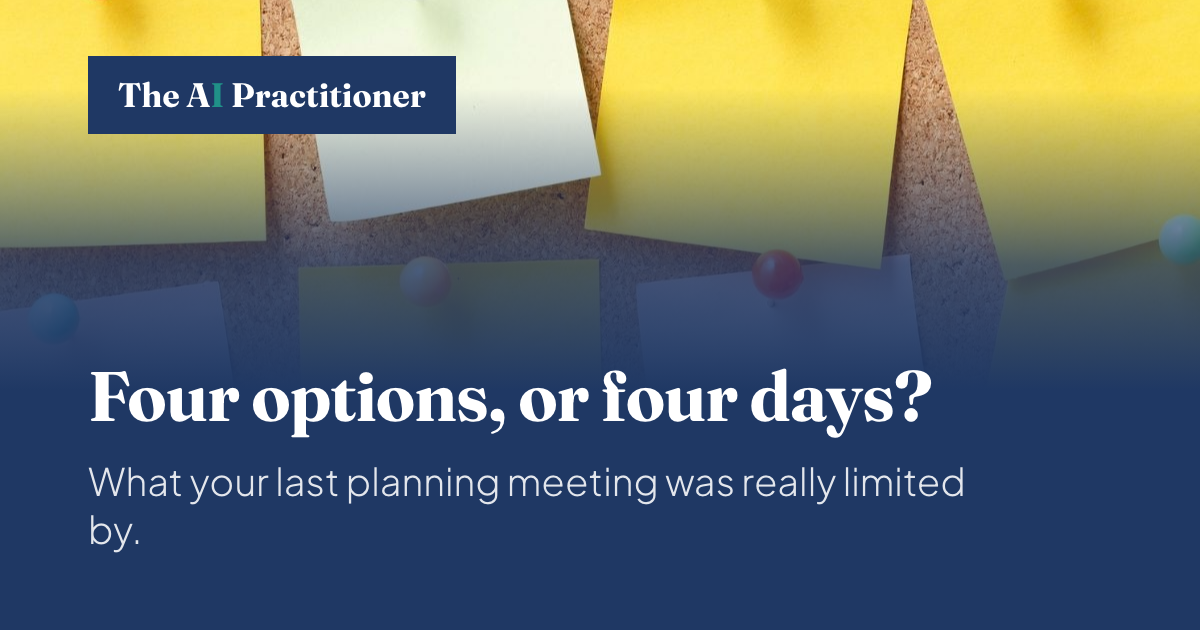 The AI Practitioner
Four options, or four days?
What your last planning meeting was really limited
by.